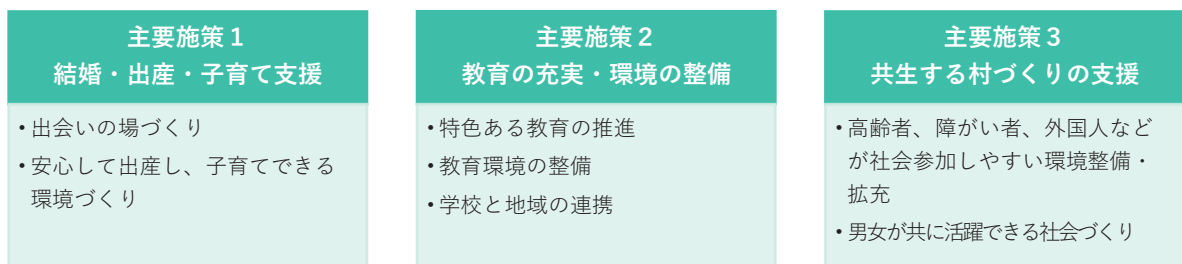 主要施策1
結婚・出産・子育て支援
・出会いの場づくり
・安心して出産し、子育てできる
環境づくり
主要施策2
教育の充実・環境の整備
・特色ある教育の推進
・教育環境の整備
・学校と地域の連携
主要施策3
共生する村づくりの支援
・高齢者、障がい者、外国人など
が社会参加しやすい環境整備・
拡充
・男女が共に活躍できる社会づくり